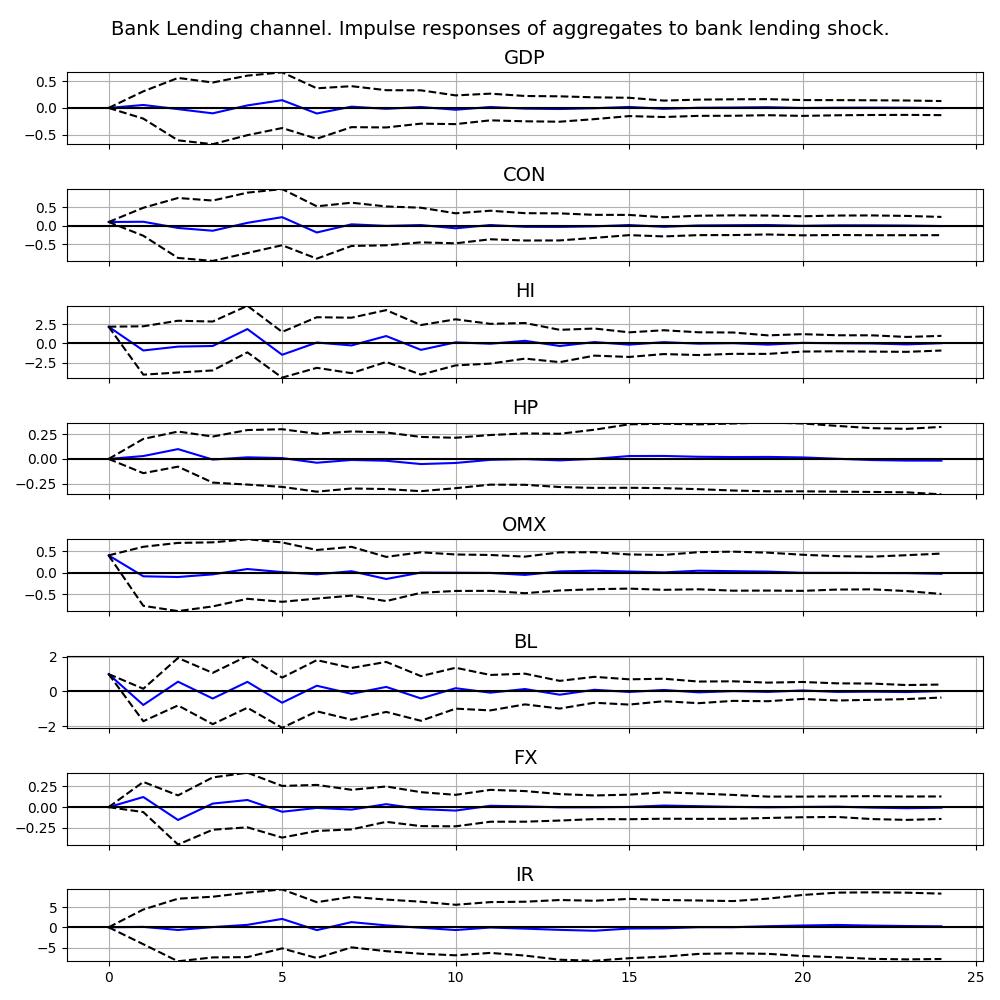 Bank Lending channel. Impulse responses of aggregates to bank lending shock.
GDP
0.5
0.0
−0.5
CON
0.5
0.0
−0.5
HI
2.5
0.0
−2.5
HP
0.25
0.00
−0.25
OMX
0.5
0.0
−0.5
BL
2
0
−2
FX
0.25
0.00
−0.25
IR
5
0
−5
0 5 10 15 20 25